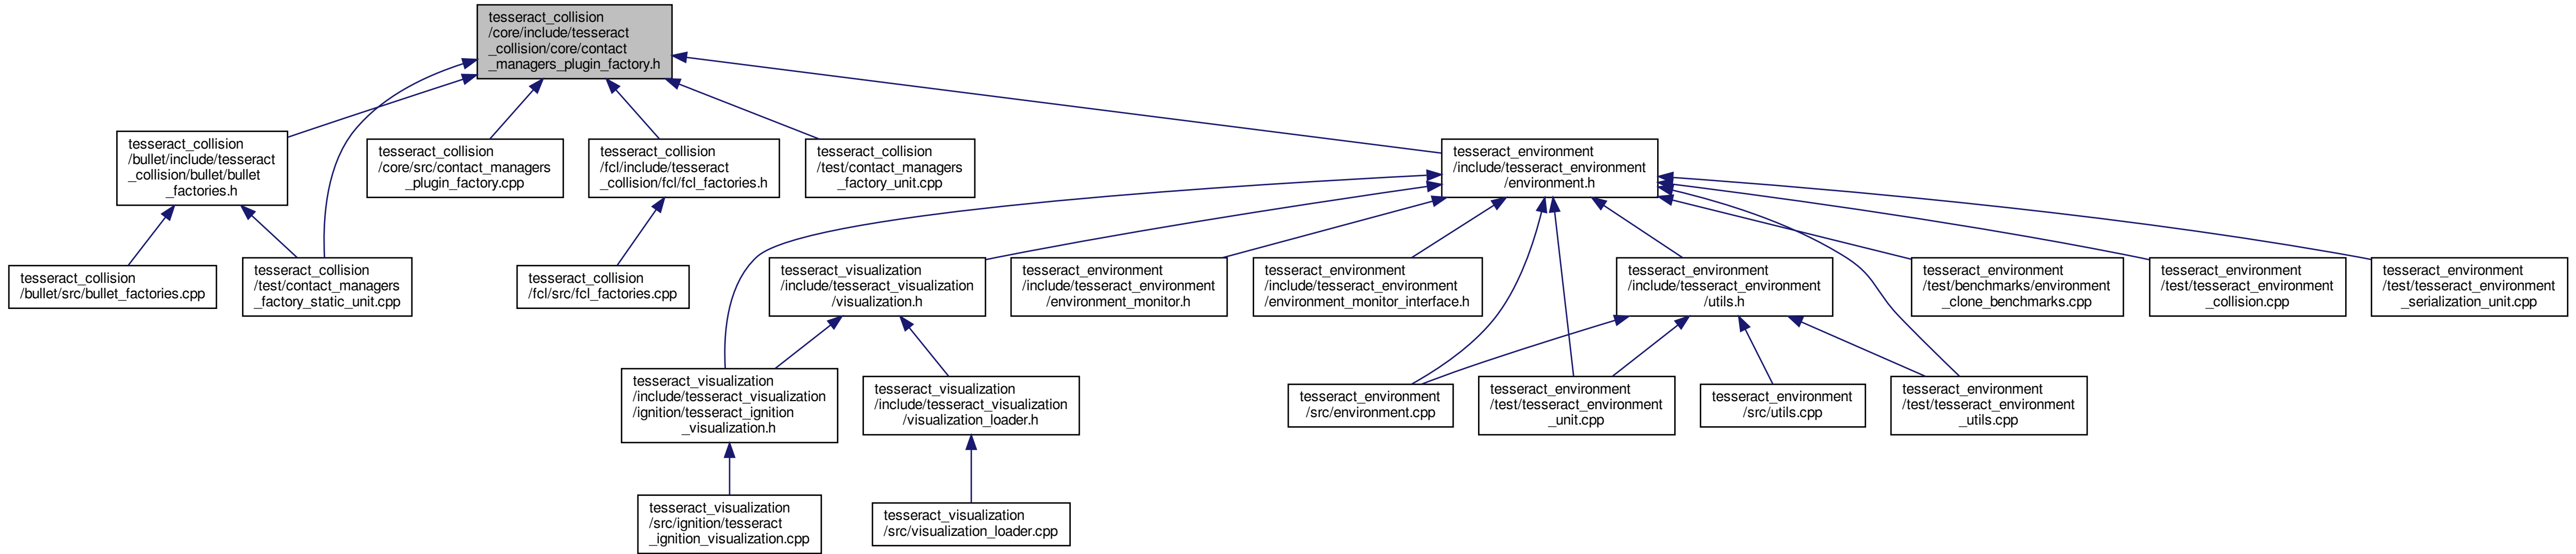 tesseract_collision
/core/include/tesseract
_collision/core/contact
_managers_plugin_factory.h
tesseract_collision
/bullet/include/tesseract
_collision/bullet/bullet
_factories.h
tesseract_collision
/core/src/contact_managers
_plugin_factory.cpp
tesseract_collision
/fcl/include/tesseract
_collision/fcl/fcl_factories.h
tesseract_collision
/test/contact_managers
_factory_unit.cpp
tesseract_environment
/include/tesseract_environment
/environment.h
tesseract_collision
/bullet/src/bullet_factories.cpp
tesseract_collision
/test/contact_managers
_factory_static_unit.cpp
tesseract_collision
/fcl/src/fcl_factories.cpp
tesseract_visualization
/include/tesseract_visualization
/visualization.h
tesseract_environment
/include/tesseract_environment
/environment_monitor.h
tesseract_environment
/include/tesseract_environment
/environment_monitor_interface.h
tesseract_environment
/include/tesseract_environment
/utils.h
tesseract_environment
/test/benchmarks/environment
_clone_benchmarks.cpp
tesseract_environment
/test/tesseract_environment
_collision.cpp
tesseract_environment
/test/tesseract_environment
_serialization_unit.cpp
tesseract_visualization
/include/tesseract_visualization
/ignition/tesseract_ignition
_visualization.h
tesseract_visualization
/include/tesseract_visualization
/visualization_loader.h
tesseract_environment
/src/environment.cpp
tesseract_environment
/test/tesseract_environment
_unit.cpp
tesseract_environment
/src/utils.cpp
tesseract_environment
/test/tesseract_environment
_utils.cpp
tesseract_visualization
/src/ignition/tesseract
_ignition_visualization.cpp
tesseract_visualization
/src/visualization_loader.cpp